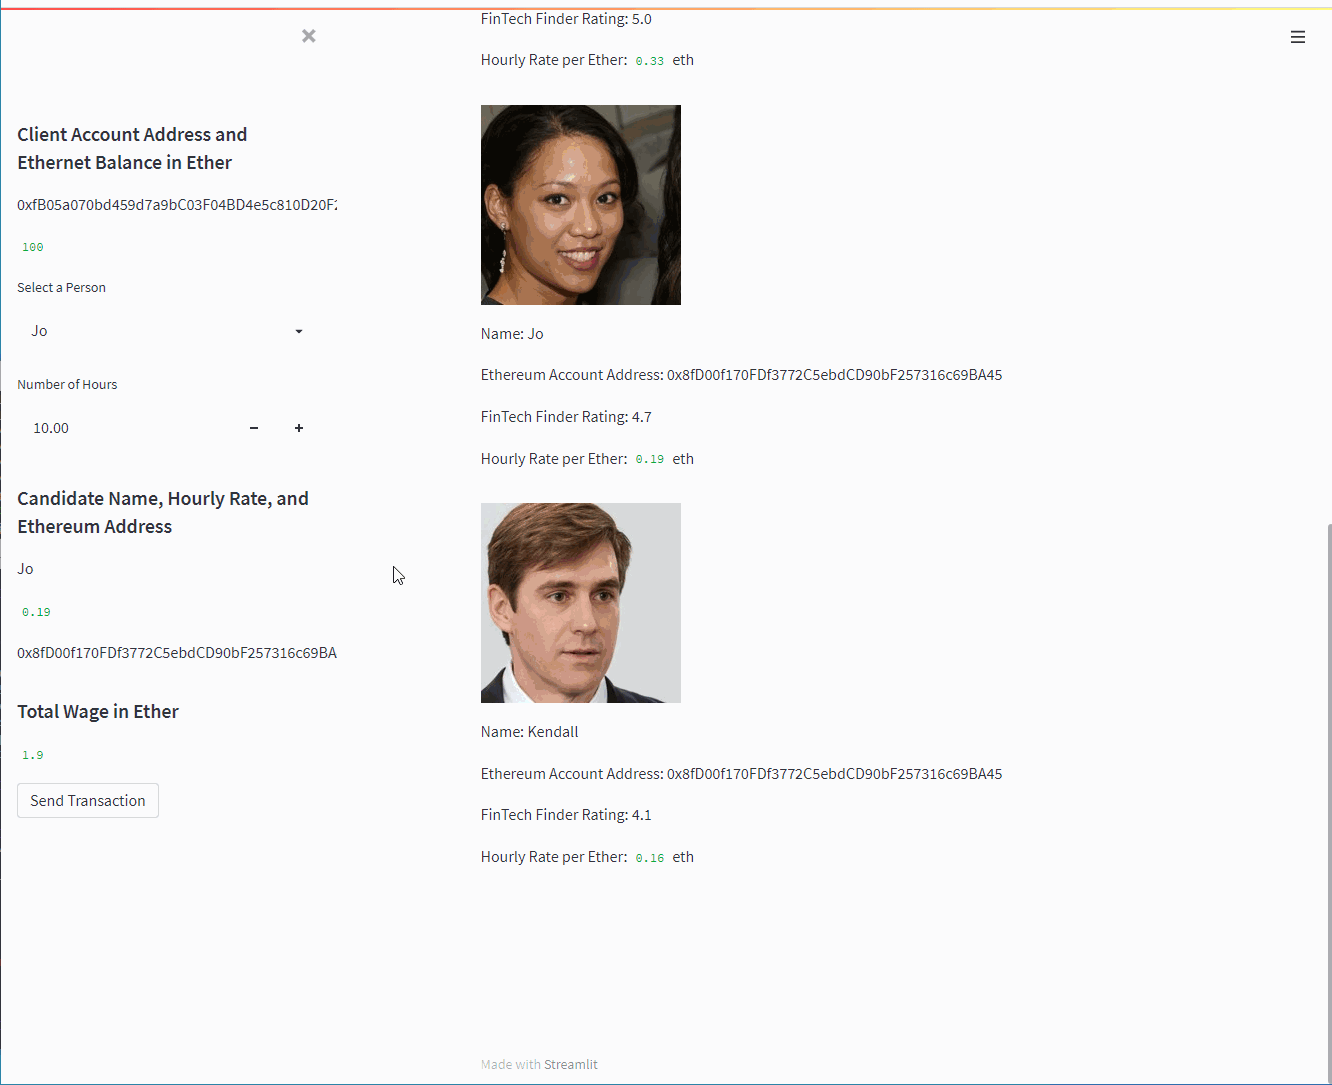 Client Account Address and
Ethernet Balance in Ether
0xfB05a070bd459d7a9bC03F04BD4e5c810D20F2
100
Select a Person
Jo
Number of Hours
10.00
Candidate Name, Hourly Rate, and
Ethereum Address
Jo
0.19
0x8fD00f170FDf3772C5ebdCD90bF257316c69BA
Total Wage in Ether
1.9
Send Transaction
FinTech Finder Rating: 5.0
Hourly Rate per Ether: 0.33 eth
Name: Jo
Ethereum Account Address: 0x8fD00f170FDf3772C5ebdCD90bF257316c69BA45
FinTech Finder Rating: 4.7
Hourly Rate per Ether: 0.19 eth
Name: Kendall
Ethereum Account Address: 0x8fD00f170FDf3772C5ebdCD90bF257316c69BA45
FinTech Finder Rating: 4.1
Hourly Rate per Ether: 0.16 eth
Made with Streamlit